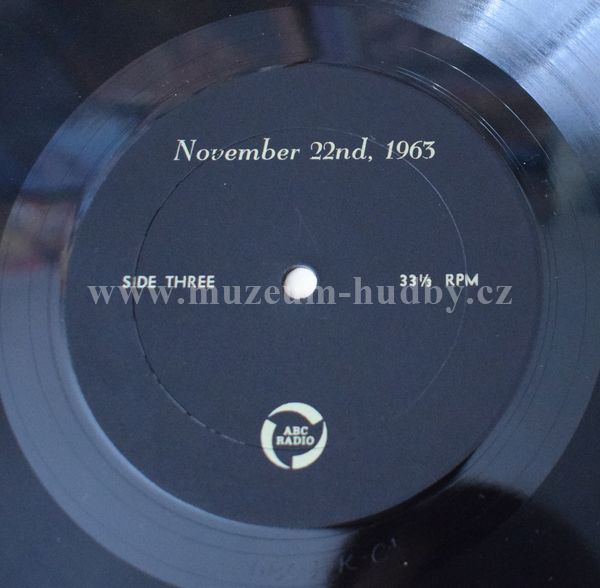 November 22nd, 1963
SIDE THREE 33⅓ RPM
www.muzeum-hudby.cz
ABC
RADIO